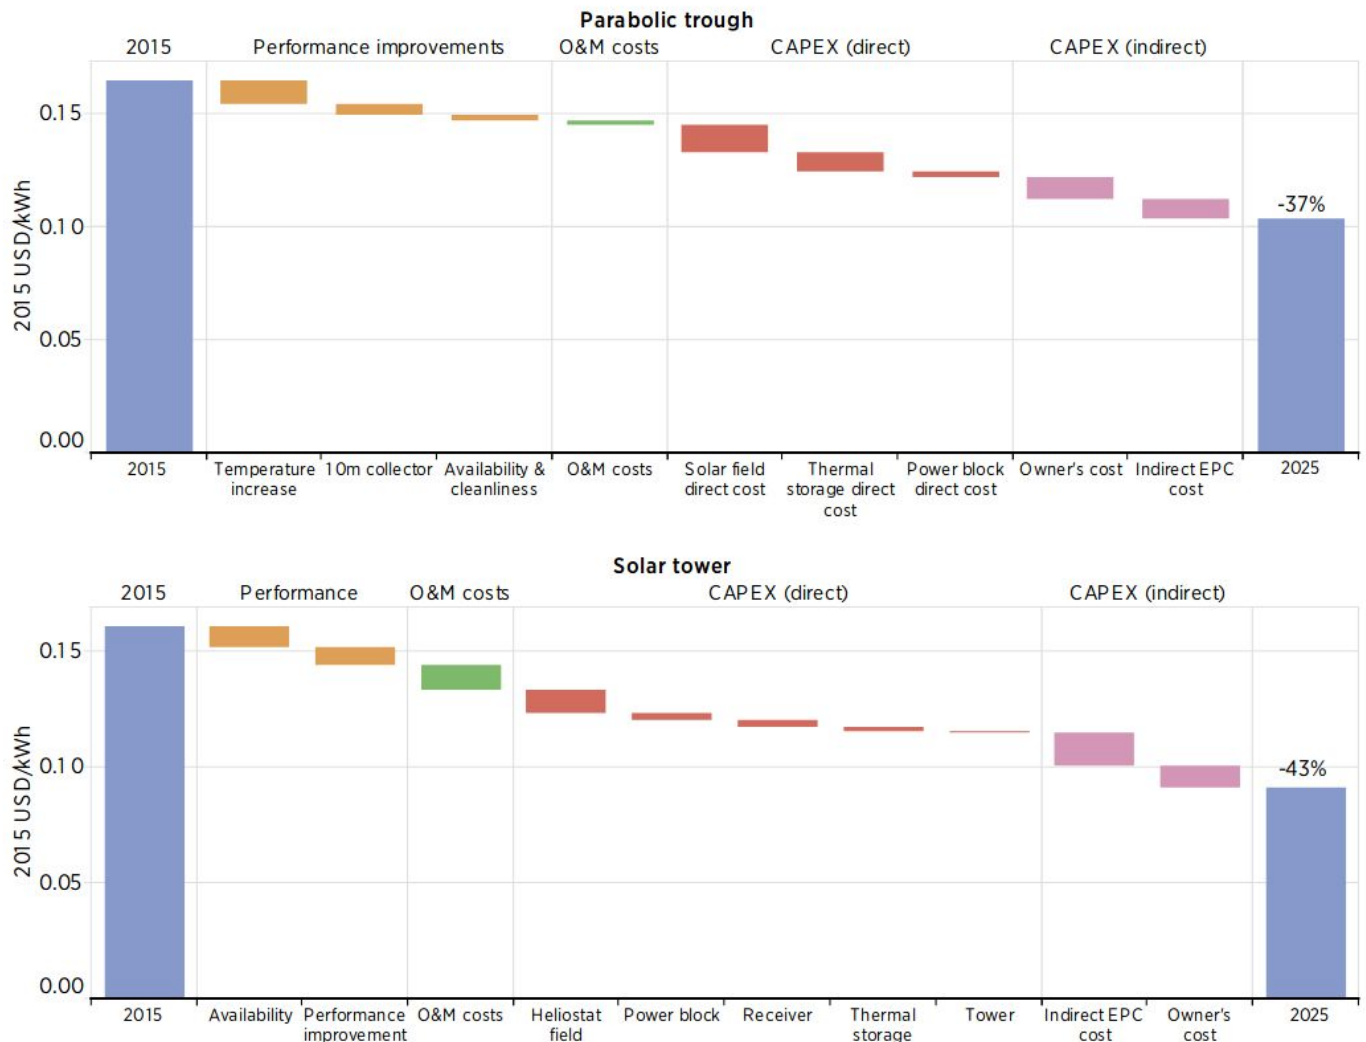 Parabolic trough
2015 Performance improvements O&M costs CAPEX (direct) CAPEX (indirect)
2015 USD/kWh
0.15
0.10
0.05
0.00
-37%
2015 Temperature 10m collector Availability & O&M costs Solar field Thermal Power block Owner's cost Indirect EPC 2025
increase cleanliness direct cost storage direct direct cost cost
cost
Solar tower
2015 Performance O&M costs CAPEX (direct) CAPEX (indirect)
2015 USD/kWh
0.15
0.10
0.05
0.00
-43%
2015 Availability Performance O&M costs Heliostat Power block Receiver Thermal Tower Indirect EPC Owner's 2025
improvement field storage cost cost